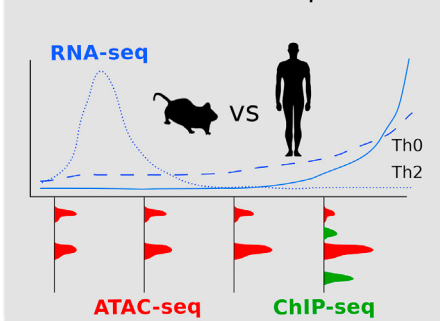 RNA-seq
vs
Th0
Th2
ATAC-seq
ChIP-seq